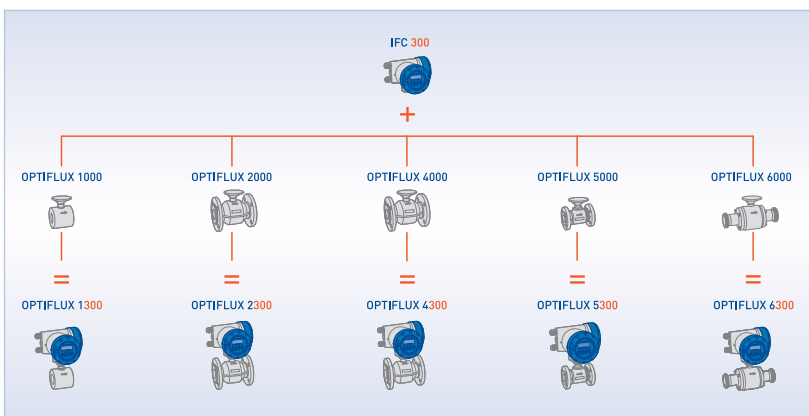 IFC 300
+
OPTIFLUX 1000 OPTIFLUX 2000 OPTIFLUX 4000 OPTIFLUX 5000 OPTIFLUX 6000
= = = = =
OPTIFLUX 1300 OPTIFLUX 2300 OPTIFLUX 4300 OPTIFLUX 5300 OPTIFLUX 6300